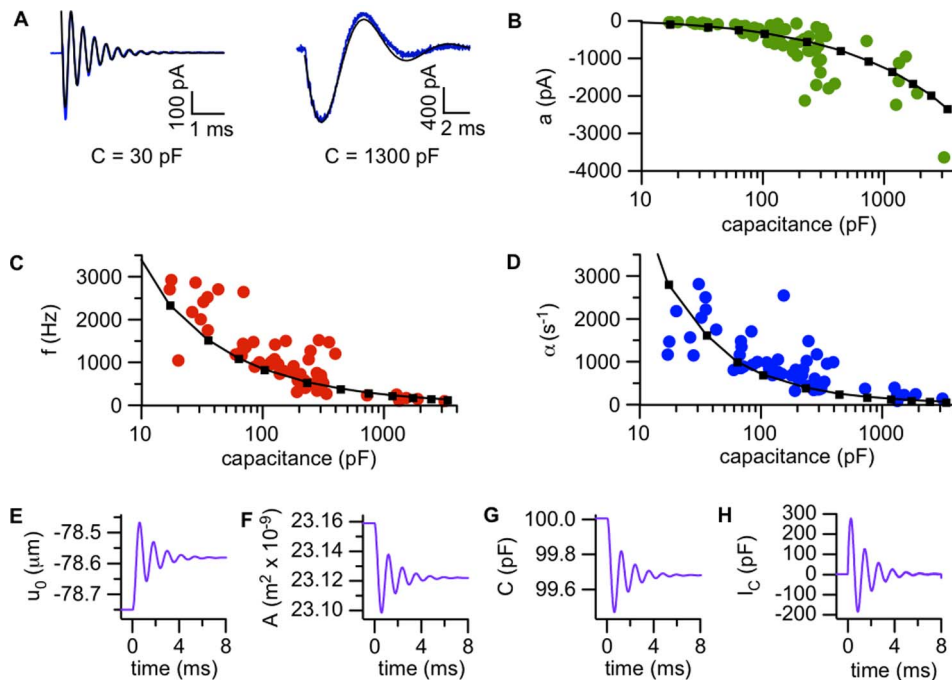 A
100 pA
1 ms
C = 30 pF
400 pA
2 ms
C = 1300 pF
B
a (pA)
0
-1000
-2000
-3000
-4000
10
100
1000
capacitance (pF)
C
f (Hz)
3000
2000
1000
0
10
100
1000
capacitance (pF)
D
α (s⁻¹)
3000
2000
1000
0
10
100
1000
capacitance (pF)
E
u₀ (μm)
-78.5
-78.6
-78.7
0 4 8
time (ms)
F
A (m² x 10⁻⁹)
23.16
23.14
23.12
23.10
0 4 8
time (ms)
G
C (pF)
100.0
99.8
99.6
0 4 8
time (ms)
H
I_C (pF)
300
200
100
0
-100
-200
0 4 8
time (ms)